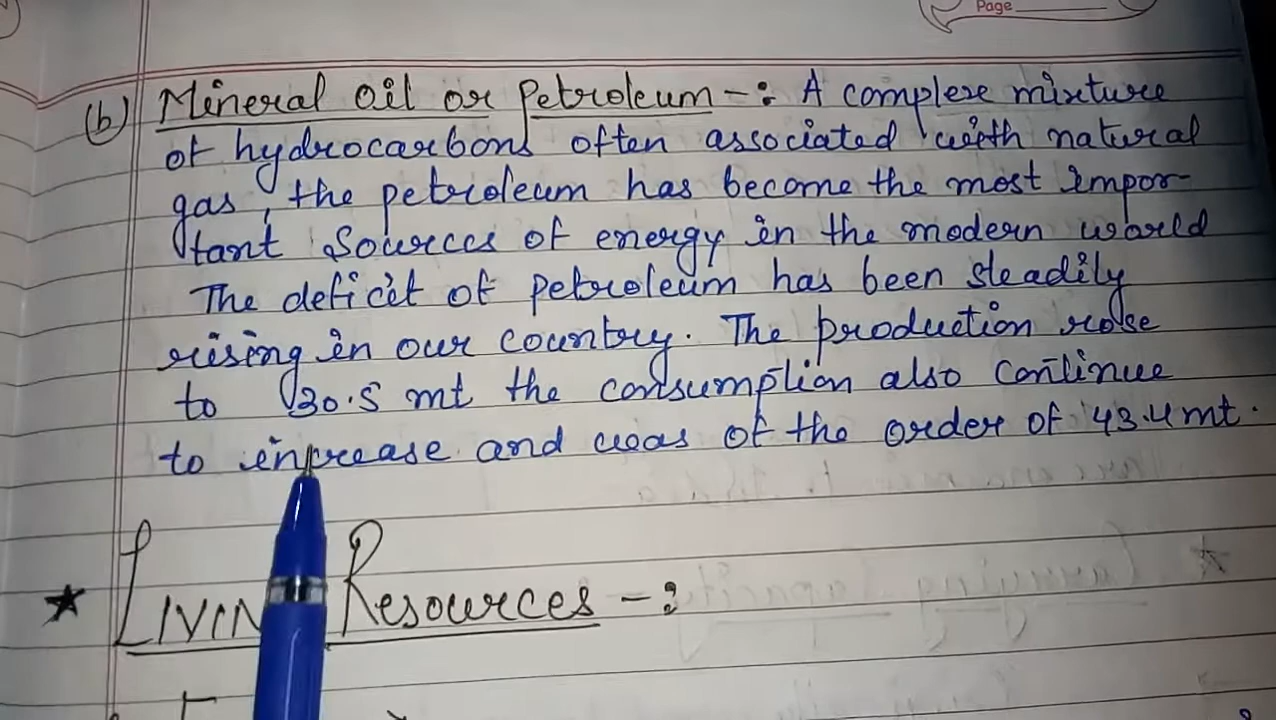 Page
(b) Mineral oil or Petroleum -: A complexe mixture
of hydrocarbons often associated with natural
gas, the petroleum has become the most impor-
tant Sources of energy in the modern world
The deficit of petroleum has been steadily
rising in our country. The production rose
to 30.5 mt the consumption also continue
to increase and was of the order of 43.4 mt.
★ LIVIN Resources -: